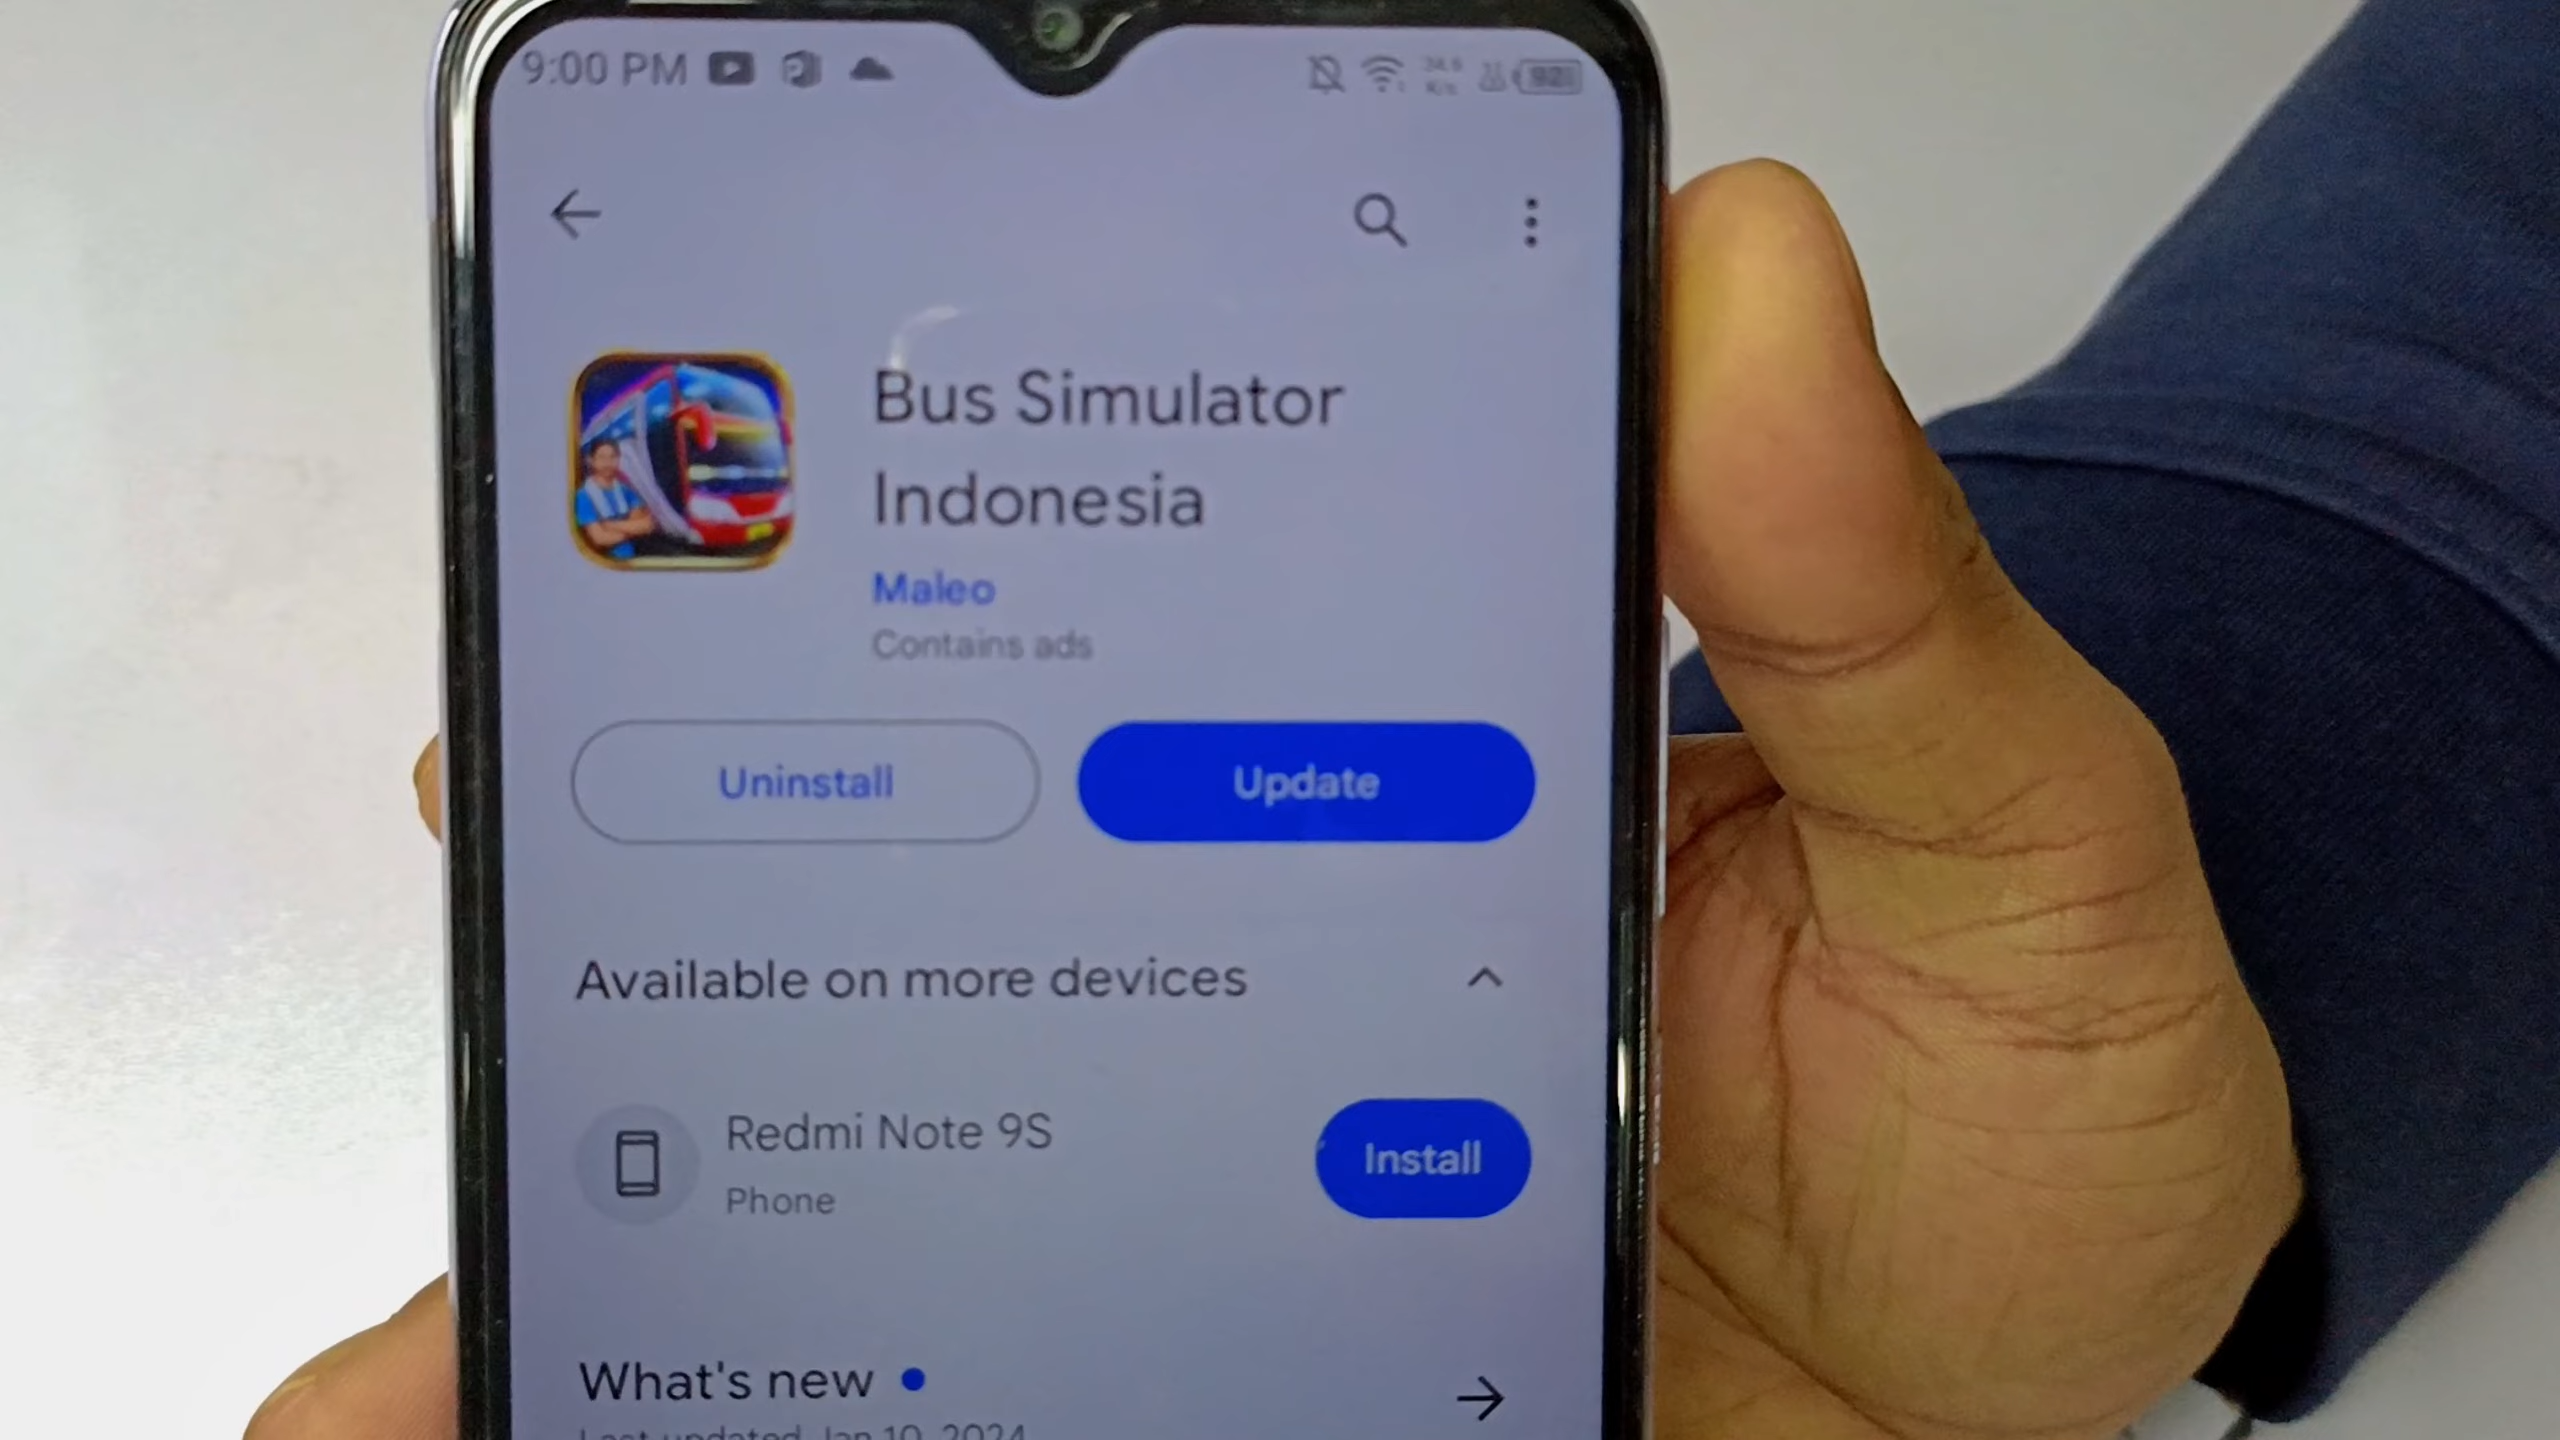 9:00 PM
92
Bus Simulator
Indonesia
Maleo
Contains ads
Uninstall
Update
Available on more devices
Redmi Note 9S
Phone
Install
What's new
Last updated Jan 10, 2024